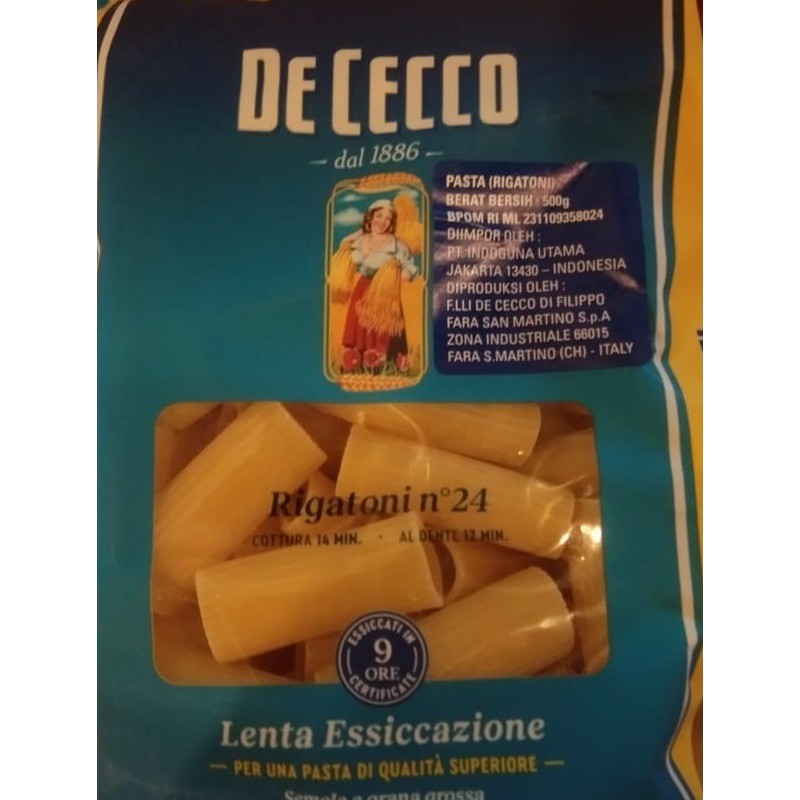 DE CECCO
dal 1886
PASTA (RIGATONI)
BERAT BERSIH : 500g
BPOM RI ML 231109358024
DIIMPOR OLEH :
PT. INDOGUNA UTAMA
JAKARTA 13430 – INDONESIA
DIPRODUKSI OLEH :
F.LLI DE CECCO DI FILIPPO
FARA SAN MARTINO S.p.A
ZONA INDUSTRIALE 66015
FARA S.MARTINO (CH) - ITALY
Rigatoni n°24
COTTURA 14 MIN. · AL DENTE 12 MIN.
ESSICCATI IN
9
ORE
CERTIFICATE
Lenta Essiccazione
PER UNA PASTA DI QUALITÀ SUPERIORE
Semola a grana grossa